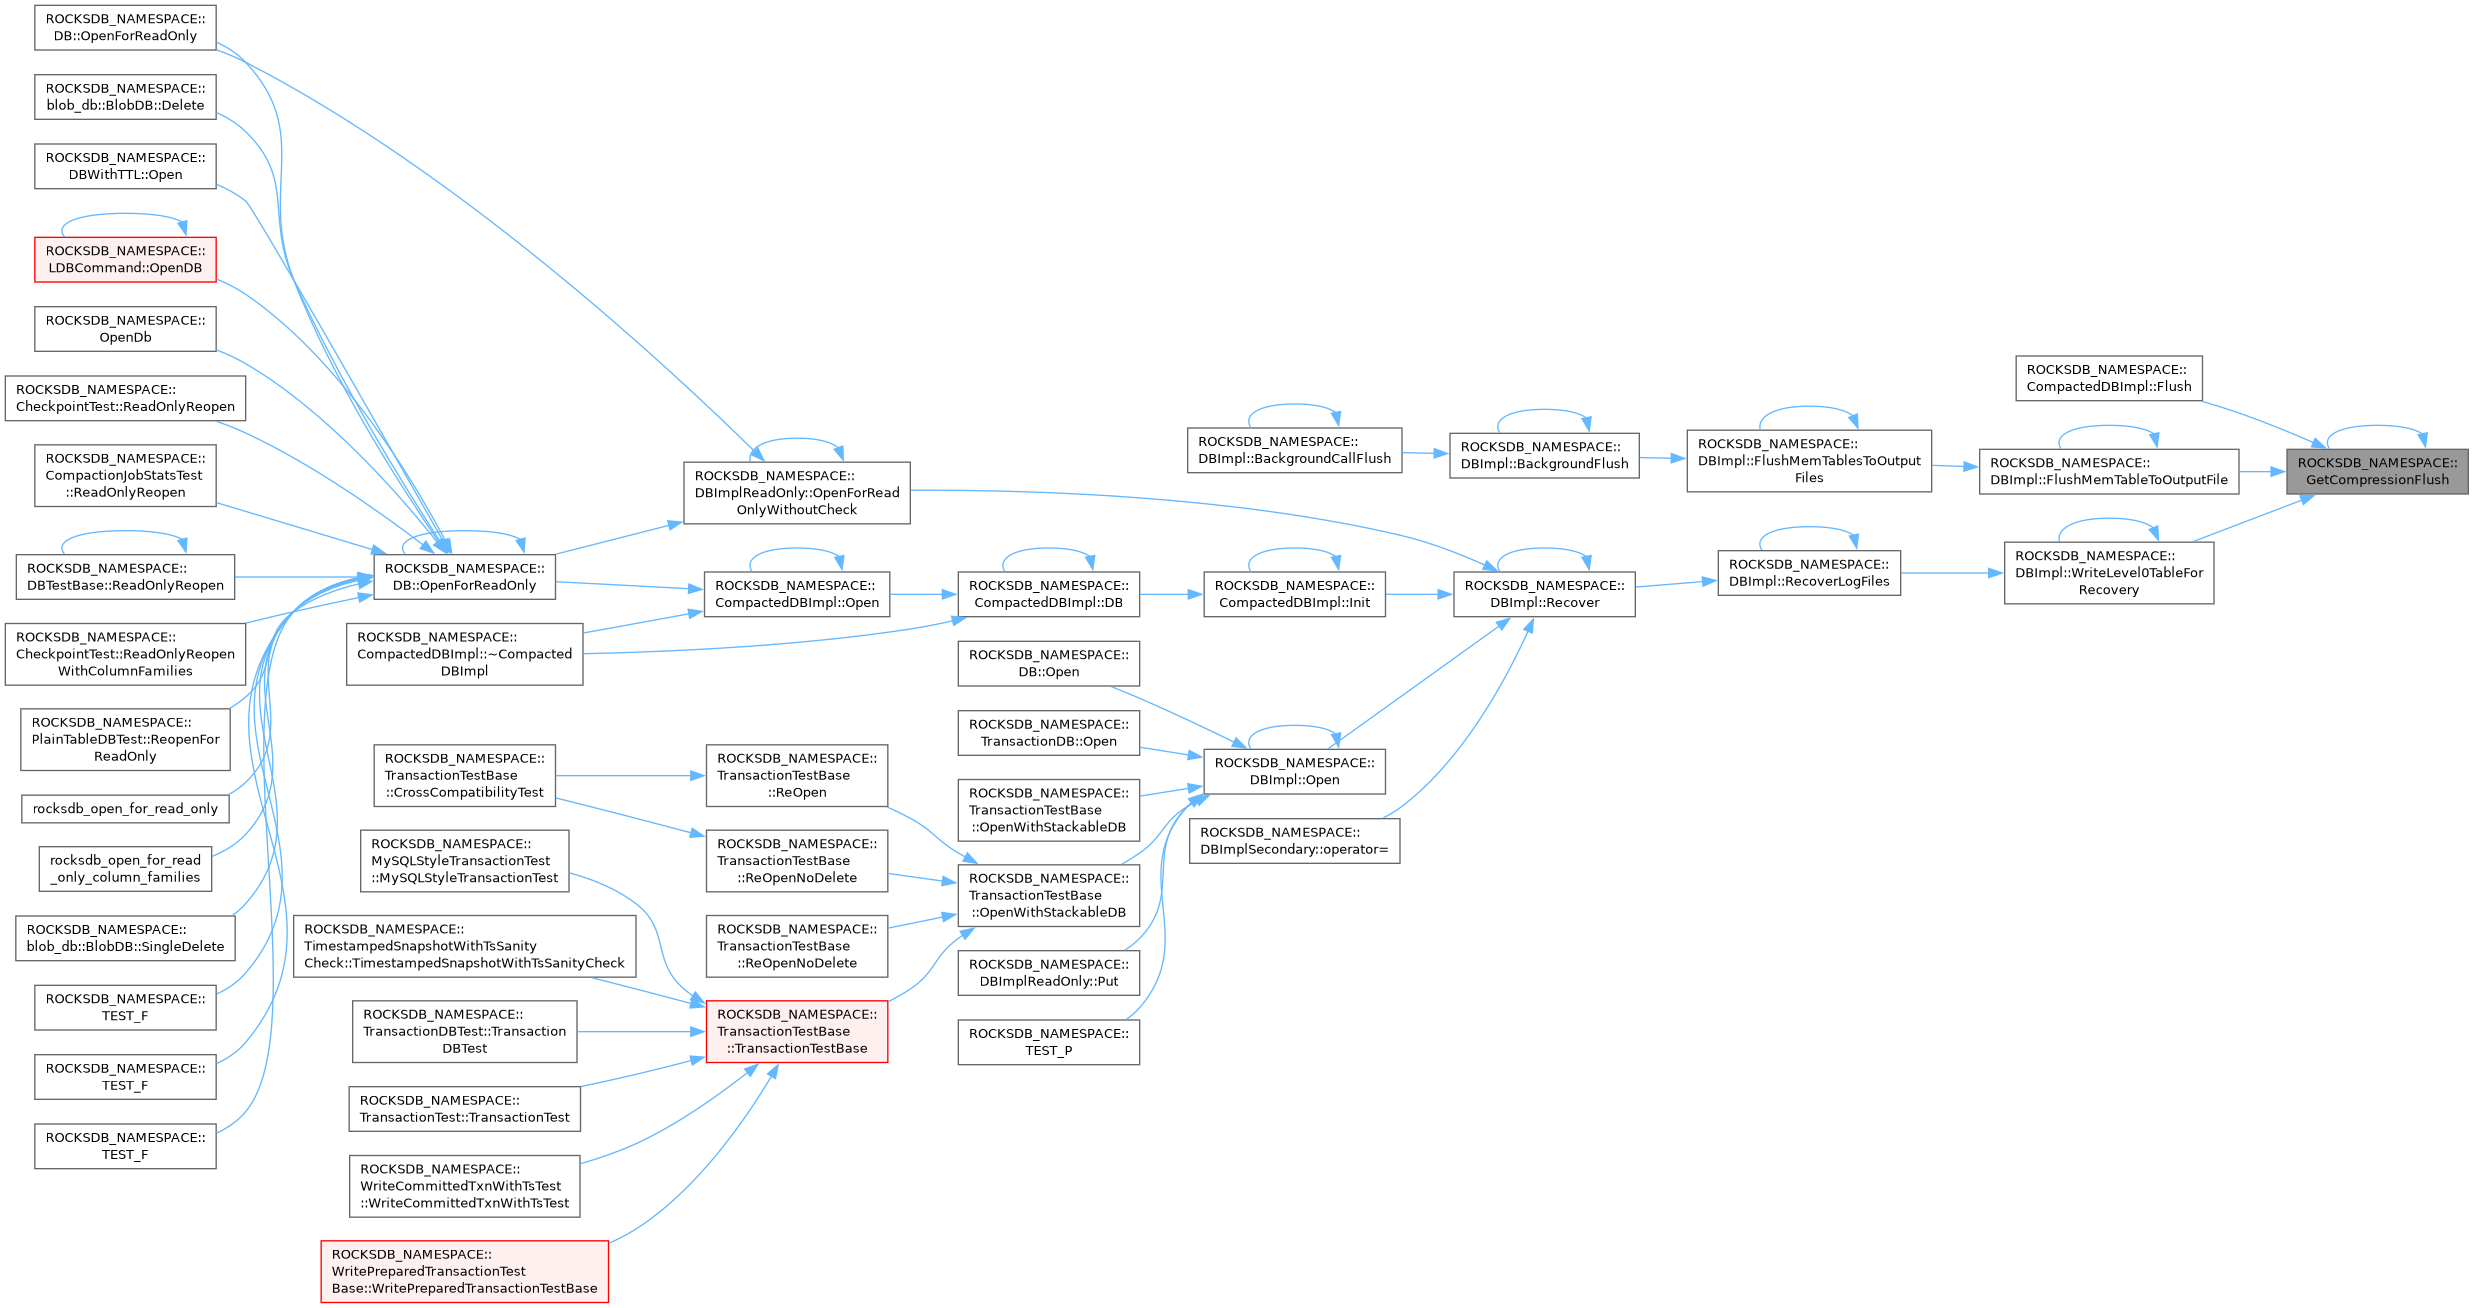 ROCKSDB_NAMESPACE::
DB::OpenForReadOnly
ROCKSDB_NAMESPACE::
blob_db::BlobDB::Delete
ROCKSDB_NAMESPACE::
DBWithTTL::Open
ROCKSDB_NAMESPACE::
LDBCommand::OpenDB
ROCKSDB_NAMESPACE::
OpenDb
ROCKSDB_NAMESPACE::
CheckpointTest::ReadOnlyReopen
ROCKSDB_NAMESPACE::
CompactionJobStatsTest
::ReadOnlyReopen
ROCKSDB_NAMESPACE::
DBTestBase::ReadOnlyReopen
ROCKSDB_NAMESPACE::
CheckpointTest::ReadOnlyReopen
WithColumnFamilies
ROCKSDB_NAMESPACE::
PlainTableDBTest::ReopenFor
ReadOnly
rocksdb_open_for_read_only
rocksdb_open_for_read
_only_column_families
ROCKSDB_NAMESPACE::
blob_db::BlobDB::SingleDelete
ROCKSDB_NAMESPACE::
TEST_F
ROCKSDB_NAMESPACE::
TEST_F
ROCKSDB_NAMESPACE::
TEST_F
ROCKSDB_NAMESPACE::
DB::OpenForReadOnly
ROCKSDB_NAMESPACE::
CompactedDBImpl::~Compacted
DBImpl
ROCKSDB_NAMESPACE::
TransactionTestBase
::CrossCompatibilityTest
ROCKSDB_NAMESPACE::
MySQLStyleTransactionTest
::MySQLStyleTransactionTest
ROCKSDB_NAMESPACE::
TimestampedSnapshotWithTsSanity
Check::TimestampedSnapshotWithTsSanityCheck
ROCKSDB_NAMESPACE::
TransactionDBTest::Transaction
DBTest
ROCKSDB_NAMESPACE::
TransactionTest::TransactionTest
ROCKSDB_NAMESPACE::
WriteCommittedTxnWithTsTest
::WriteCommittedTxnWithTsTest
ROCKSDB_NAMESPACE::
WritePreparedTransactionTest
Base::WritePreparedTransactionTestBase
ROCKSDB_NAMESPACE::
DBImplReadOnly::OpenForRead
OnlyWithoutCheck
ROCKSDB_NAMESPACE::
CompactedDBImpl::Open
ROCKSDB_NAMESPACE::
TransactionTestBase
::ReOpen
ROCKSDB_NAMESPACE::
TransactionTestBase
::ReOpenNoDelete
ROCKSDB_NAMESPACE::
TransactionTestBase
::ReOpenNoDelete
ROCKSDB_NAMESPACE::
TransactionTestBase
::TransactionTestBase
ROCKSDB_NAMESPACE::
CompactedDBImpl::DB
ROCKSDB_NAMESPACE::
DB::Open
ROCKSDB_NAMESPACE::
TransactionDB::Open
ROCKSDB_NAMESPACE::
TransactionTestBase
::OpenWithStackableDB
ROCKSDB_NAMESPACE::
TransactionTestBase
::OpenWithStackableDB
ROCKSDB_NAMESPACE::
DBImplReadOnly::Put
ROCKSDB_NAMESPACE::
TEST_P
ROCKSDB_NAMESPACE::
DBImpl::BackgroundCallFlush
ROCKSDB_NAMESPACE::
CompactedDBImpl::Init
ROCKSDB_NAMESPACE::
DBImpl::Open
ROCKSDB_NAMESPACE::
DBImplSecondary::operator=
ROCKSDB_NAMESPACE::
DBImpl::BackgroundFlush
ROCKSDB_NAMESPACE::
DBImpl::Recover
ROCKSDB_NAMESPACE::
DBImpl::FlushMemTablesToOutput
Files
ROCKSDB_NAMESPACE::
DBImpl::RecoverLogFiles
ROCKSDB_NAMESPACE::
CompactedDBImpl::Flush
ROCKSDB_NAMESPACE::
DBImpl::FlushMemTableToOutputFile
ROCKSDB_NAMESPACE::
DBImpl::WriteLevel0TableFor
Recovery
ROCKSDB_NAMESPACE::
GetCompressionFlush